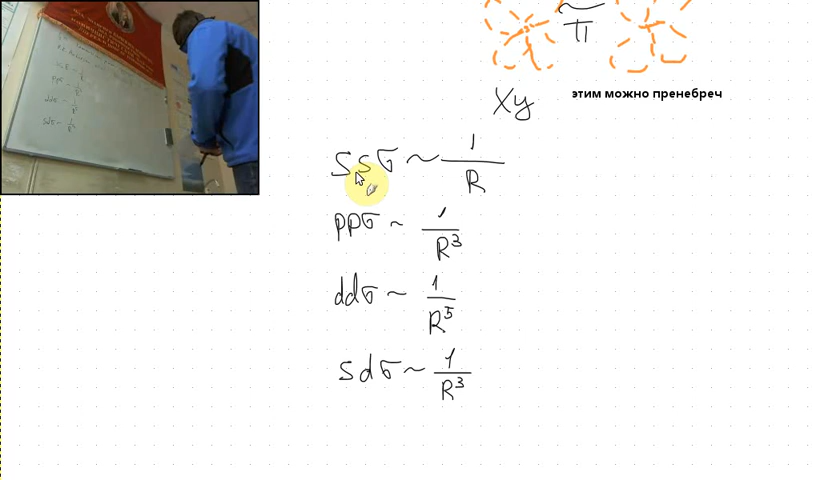 π
xy
этим можно пренебреч
ssσ ~ 1/R
ppσ ~ 1/R³
ddσ ~ 1/R⁵
sdσ ~ 1/R³